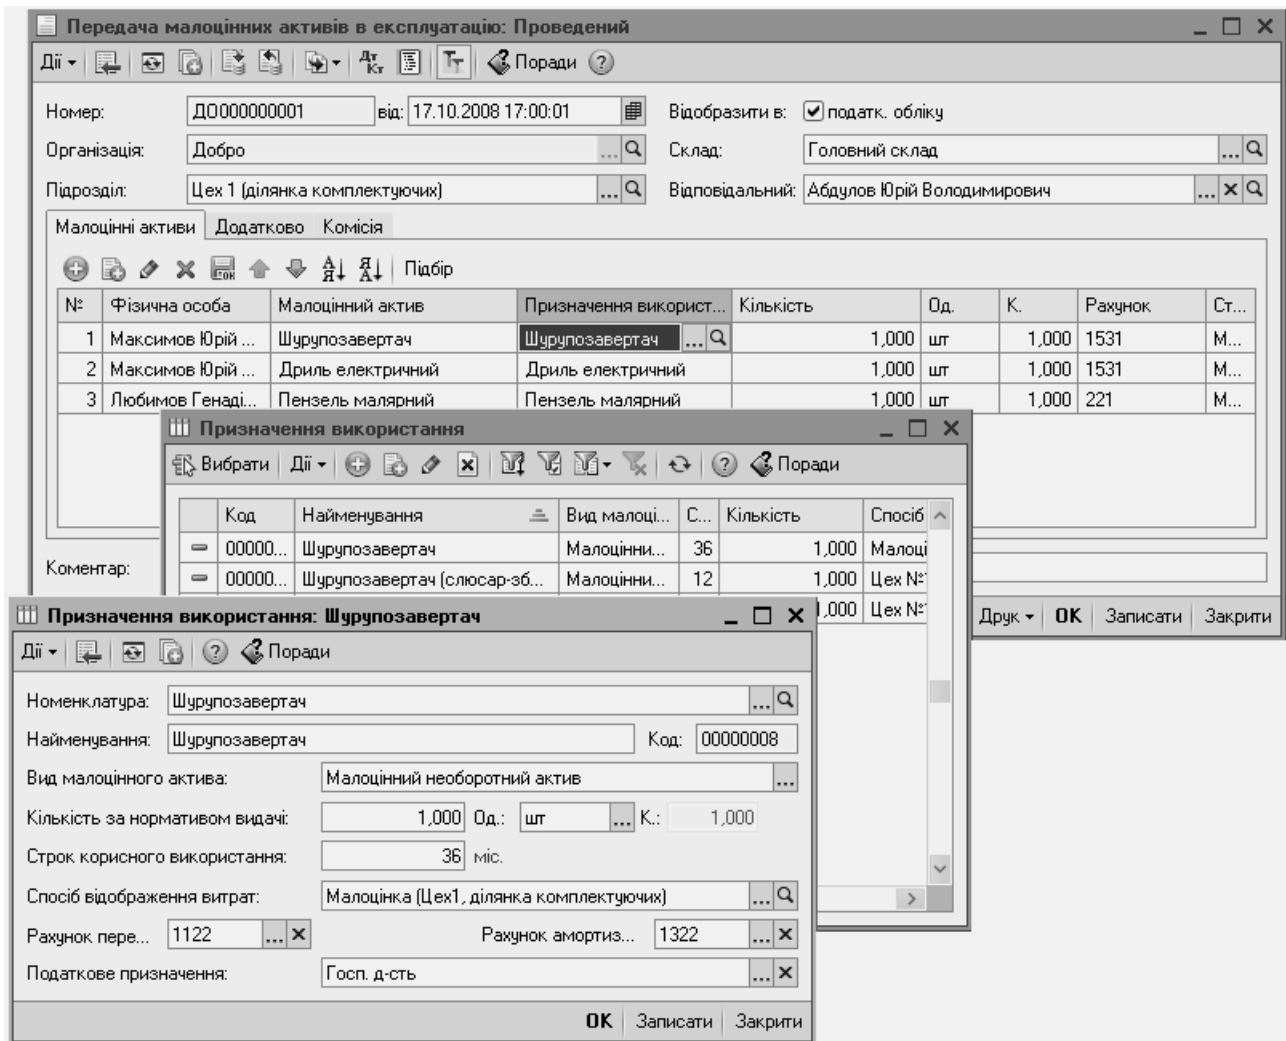 Передача малоцінних активів в експлуатацію: Проведений
Дії Дт Кт Тт Поради
Номер: ДО000000001 від: 17.10.2008 17:00:01 Відобразити в: податк. обліку
Організація: Добро ... Склад: Головний склад ...
Підрозділ: Цех 1 (ділянка комплектуючих) ... Відповідальний: Абдулов Юрій Володимирович ...
Малоцінні активи Додатково Комісія
Підбір
№ Фізична особа Малоцінний актив Призначення використ... Кількість Од. К. Рахунок Ст...
1 Максимов Юрій ... Шурупозавертач Шурупозавертач ... 1,000 шт 1,000 1531 М...
2 Максимов Юрій ... Дриль електричний Дриль електричний 1,000 шт 1,000 1531 М...
3 Любимов Генаді... Пензель малярний Пензель малярний 1,000 шт 1,000 221 М...
Коментар:
Друк OK Записати Закрити
Призначення використання
Вибрати Дії Поради
Код Найменування Вид малоці... С... Кількість Спосіб
00000... Шурупозавертач Малоцінни... 36 1,000 Малоці
00000... Шурупозавертач (слюсар-зб... Малоцінни... 12 1,000 Цех №
1,000 Цех №
Призначення використання: Шурупозавертач
Дії Поради
Номенклатура: Шурупозавертач ...
Найменування: Шурупозавертач Код: 00000008
Вид малоцінного актива: Малоцінний необоротний актив ...
Кількість за нормативом видачі: 1,000 Од.: шт ... К.: 1,000
Строк корисного використання: 36 міс.
Спосіб відображення витрат: Малоцінка (Цех1, ділянка комплектуючих) ...
Рахунок пере... 1122 ... Рахунок амортиз... 1322 ...
Податкове призначення: Госп. д-сть ...
OK Записати Закрити